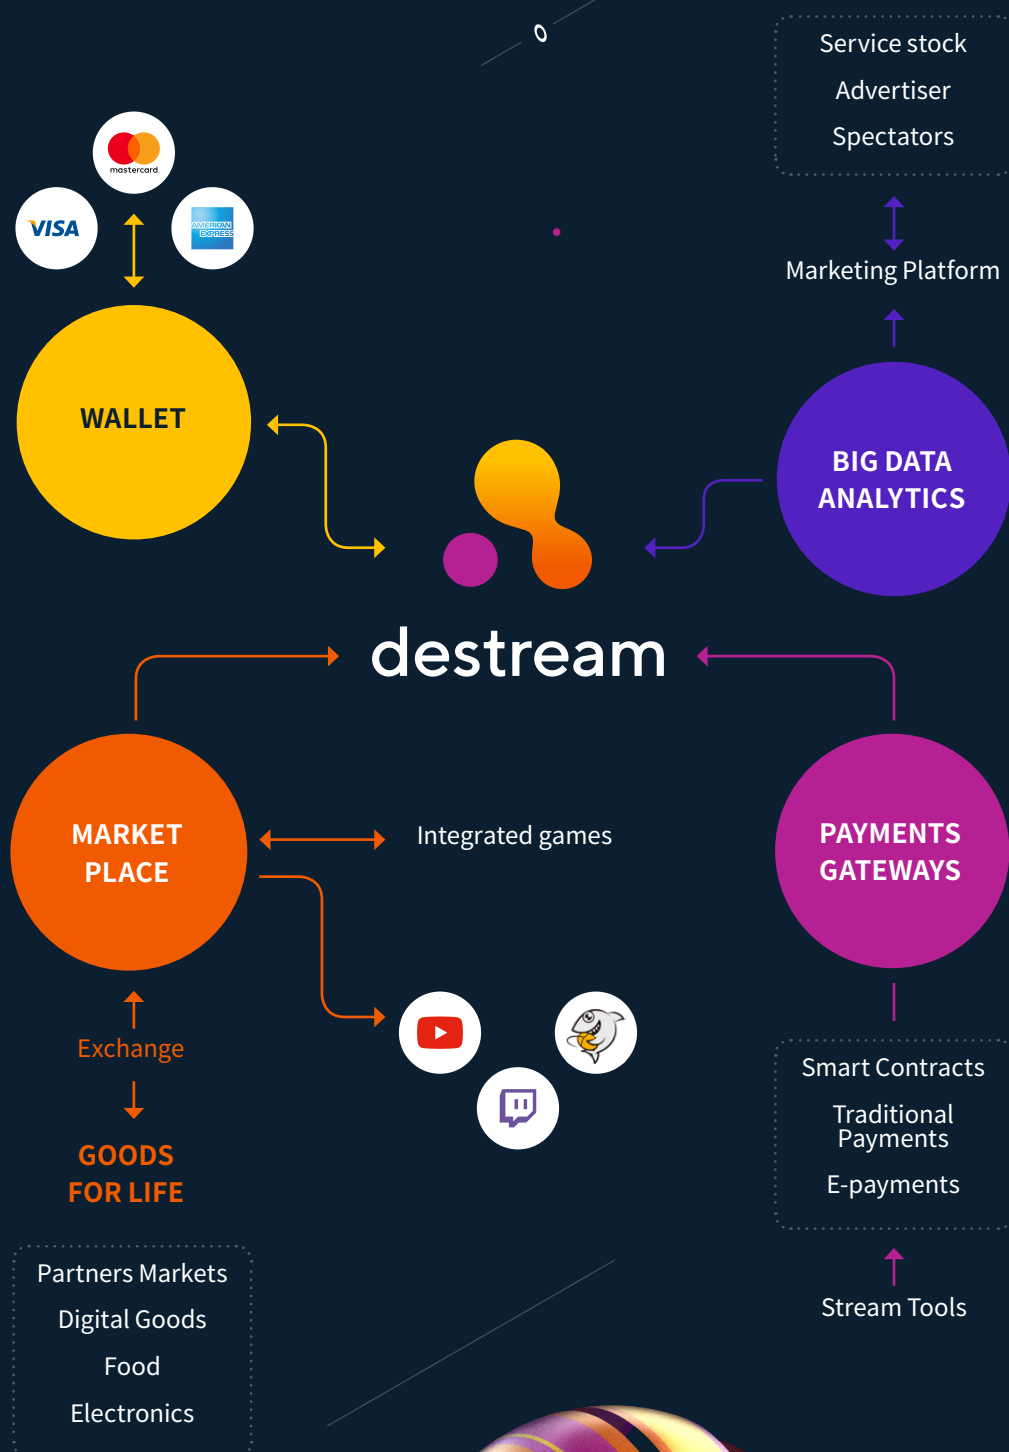 Service stock
Advertiser
Spectators
mastercard.
VISA
AMERICAN
EXPRESS
Marketing Platform
WALLET
BIG DATA
ANALYTICS
destream
MARKET
PLACE
Integrated games
PAYMENTS
GATEWAYS
Exchange
GOODS
FOR LIFE
Smart Contracts
Traditional
Payments
E-payments
Stream Tools
Partners Markets
Digital Goods
Food
Electronics